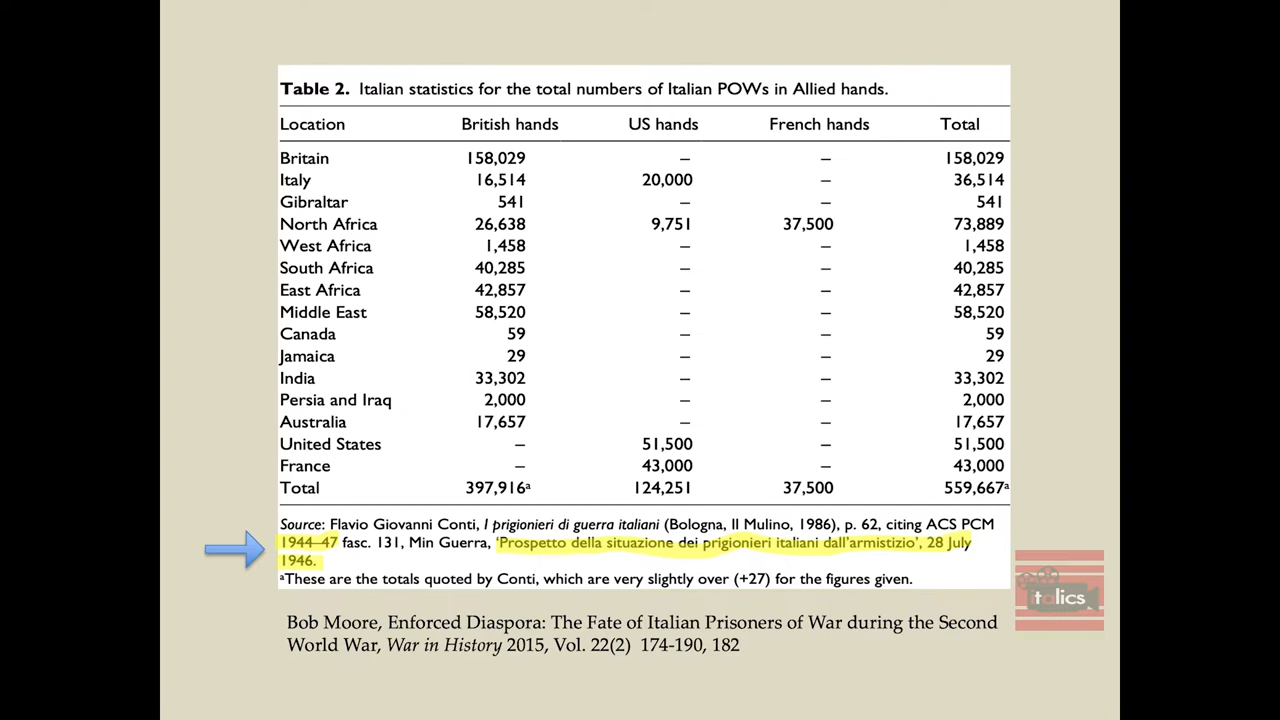 Table 2. Italian statistics for the total numbers of Italian POWs in Allied hands.
Location British hands US hands French hands Total
Britain 158,029 – – 158,029
Italy 16,514 20,000 – 36,514
Gibraltar 541 – – 541
North Africa 26,638 9,751 37,500 73,889
West Africa 1,458 – – 1,458
South Africa 40,285 – – 40,285
East Africa 42,857 – – 42,857
Middle East 58,520 – – 58,520
Canada 59 – – 59
Jamaica 29 – – 29
India 33,302 – – 33,302
Persia and Iraq 2,000 – – 2,000
Australia 17,657 – – 17,657
United States – 51,500 – 51,500
France – 43,000 – 43,000
Total 397,916ᵃ 124,251 37,500 559,667ᵃ
Source: Flavio Giovanni Conti, I prigionieri di guerra italiani (Bologna, Il Mulino, 1986), p. 62, citing ACS PCM
1944–47 fasc. 131, Min Guerra, ‘Prospetto della situazione dei prigionieri italiani dall’armistizio’, 28 July
1946.
ᵃThese are the totals quoted by Conti, which are very slightly over (+27) for the figures given.
Italics
Bob Moore, Enforced Diaspora: The Fate of Italian Prisoners of War during the Second
World War, War in History 2015, Vol. 22(2) 174-190, 182